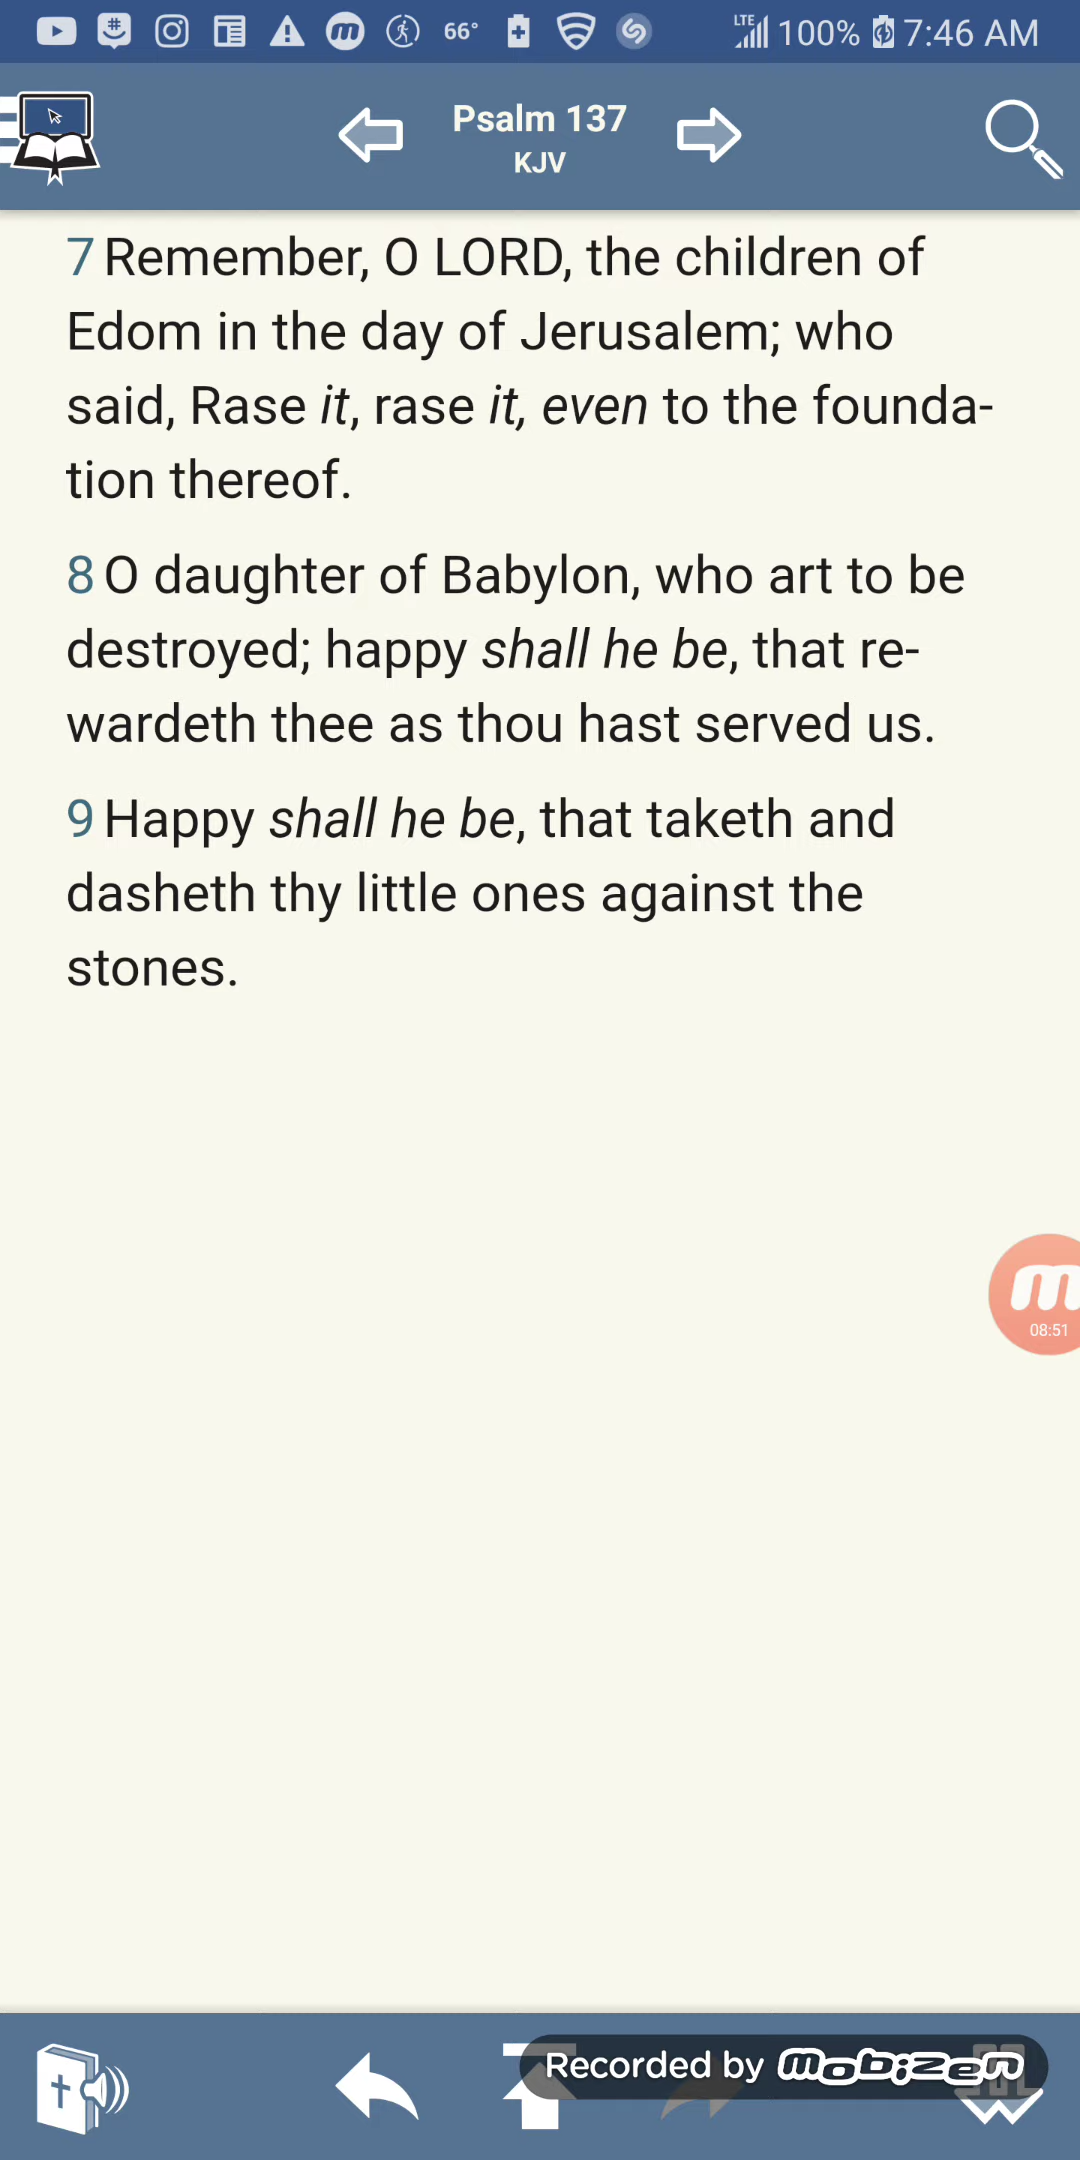 66° LTE 100% 7:46 AM
Psalm 137
KJV
7 Remember, O LORD, the children of
Edom in the day of Jerusalem; who
said, Rase it, rase it, even to the founda-
tion thereof.
8 O daughter of Babylon, who art to be
destroyed; happy shall he be, that re-
wardeth thee as thou hast served us.
9 Happy shall he be, that taketh and
dasheth thy little ones against the
stones.
m
08:51
Recorded by mobizen